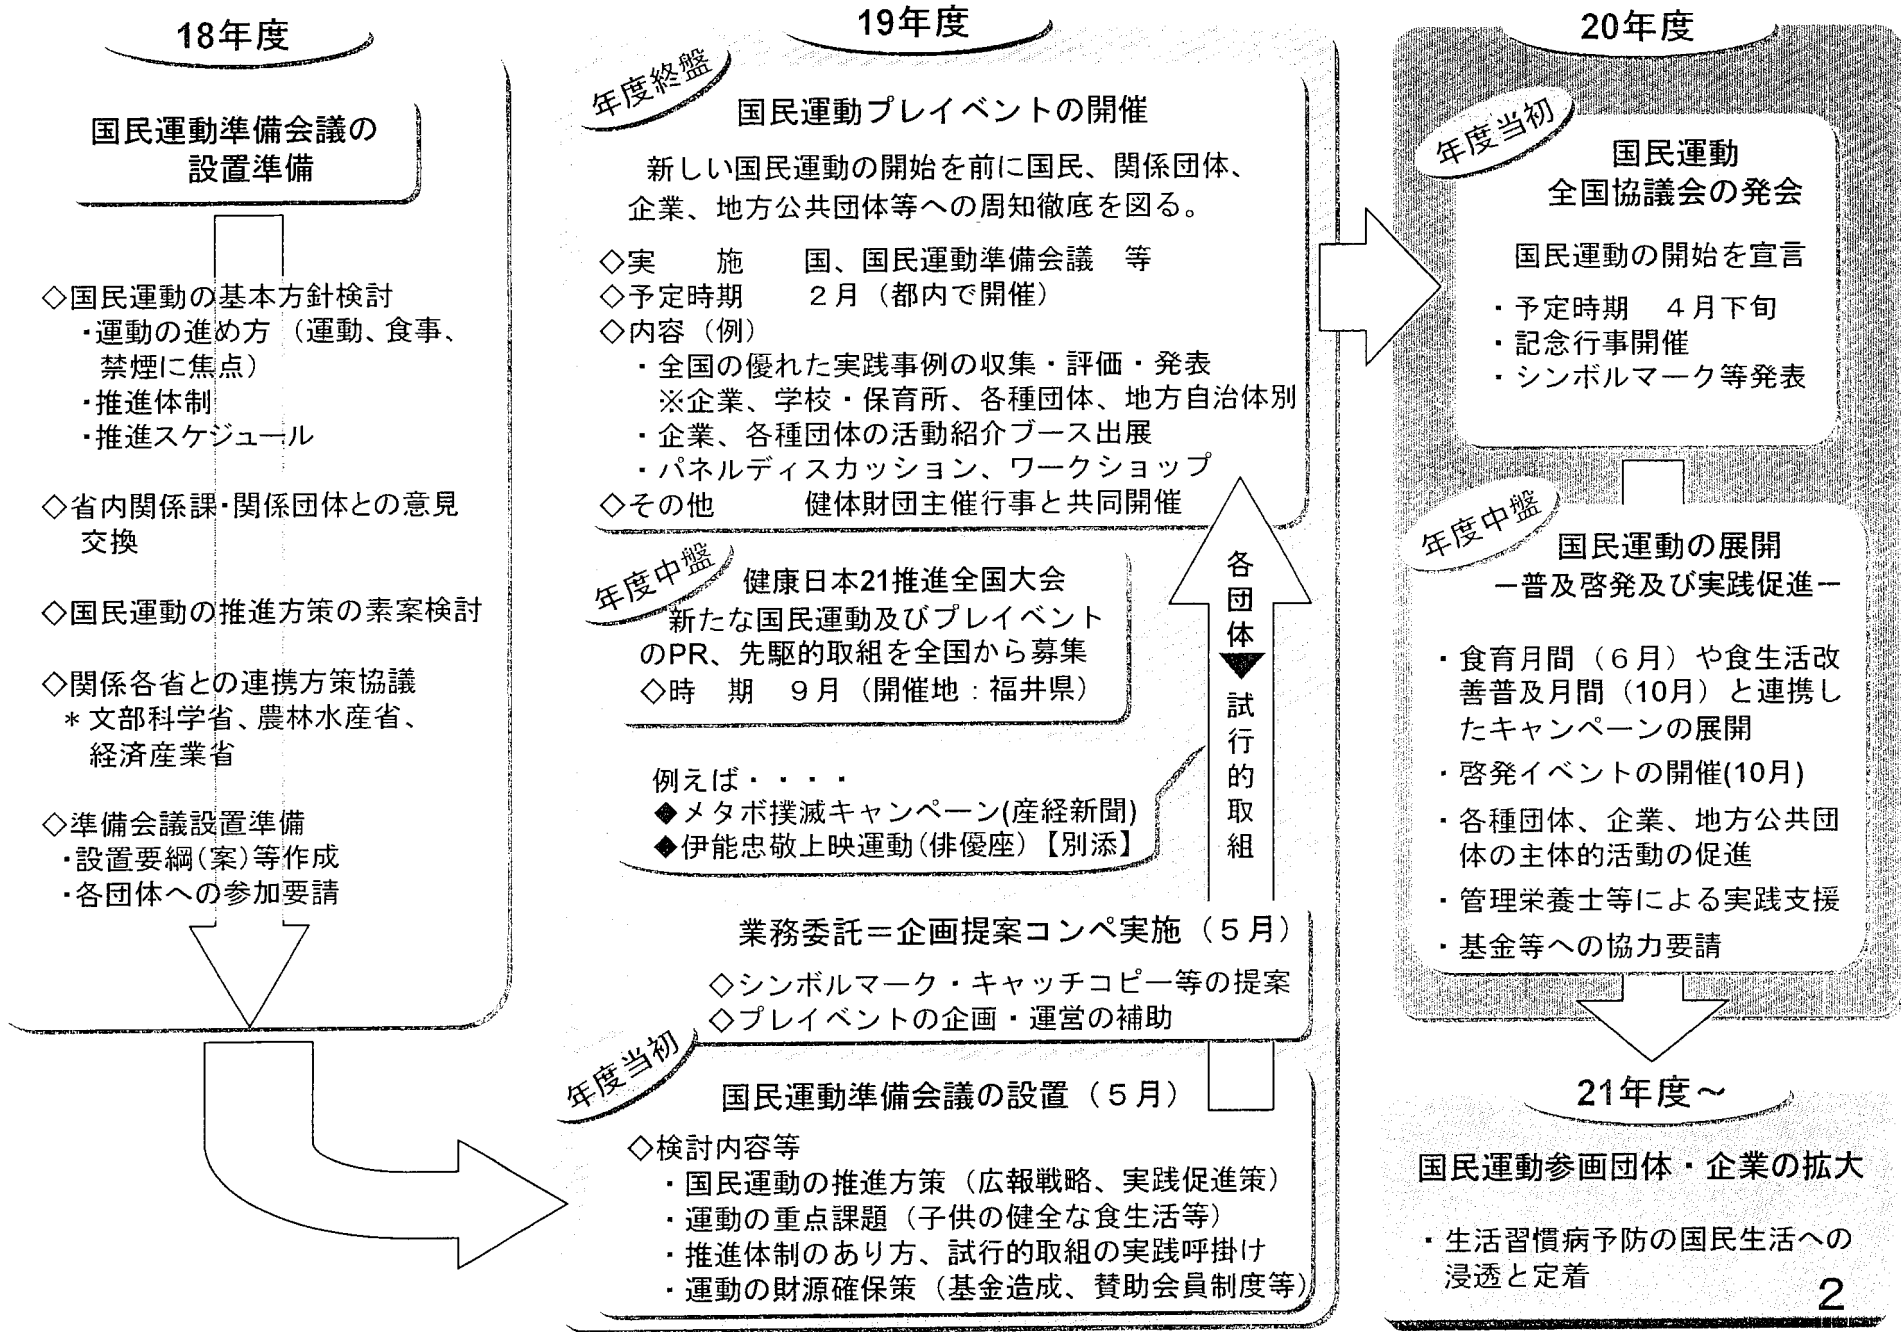 18年度
国民運動準備会議の
設置準備
◇国民運動の基本方針検討
・運動の進め方（運動、食事、
禁煙に焦点）
・推進体制
・推進スケジュール
◇省内関係課・関係団体との意見
交換
◇国民運動の推進方策の素案検討
◇関係各省との連携方策協議
＊文部科学省、農林水産省、
経済産業省
◇準備会議設置準備
・設置要綱（案）等作成
・各団体への参加要請
19年度
年度終盤
国民運動プレイベントの開催
新しい国民運動の開始を前に国民、関係団体、
企業、地方公共団体等への周知徹底を図る。
◇実　施　国、国民運動準備会議　等
◇予定時期　２月（都内で開催）
◇内容（例）
・全国の優れた実践事例の収集・評価・発表
※企業、学校・保育所、各種団体、地方自治体別
・企業、各種団体の活動紹介ブース出展
・パネルディスカッション、ワークショップ
◇その他　健体財団主催行事と共同開催
年度中盤
健康日本21推進全国大会
新たな国民運動及びプレイベント
のPR、先駆的取組を全国から募集
◇時　期　９月（開催地：福井県）
各団体▼試行的取組
例えば・・・・
◆メタボ撲滅キャンペーン(産経新聞)
◆伊能忠敬上映運動(俳優座)【別添】
業務委託＝企画提案コンペ実施（５月）
◇シンボルマーク・キャッチコピー等の提案
◇プレイベントの企画・運営の補助
年度当初
国民運動準備会議の設置（５月）
◇検討内容等
・国民運動の推進方策（広報戦略、実践促進策）
・運動の重点課題（子供の健全な食生活等）
・推進体制のあり方、試行的取組の実践呼掛け
・運動の財源確保策（基金造成、賛助会員制度等）
20年度
年度当初
国民運動
全国協議会の発会
国民運動の開始を宣言
・予定時期　４月下旬
・記念行事開催
・シンボルマーク等発表
年度中盤
国民運動の展開
－普及啓発及び実践促進－
・食育月間（６月）や食生活改
善普及月間（10月）と連携し
たキャンペーンの展開
・啓発イベントの開催(10月)
・各種団体、企業、地方公共団
体の主体的活動の促進
・管理栄養士等による実践支援
・基金等への協力要請
21年度～
国民運動参画団体・企業の拡大
・生活習慣病予防の国民生活への
浸透と定着
2